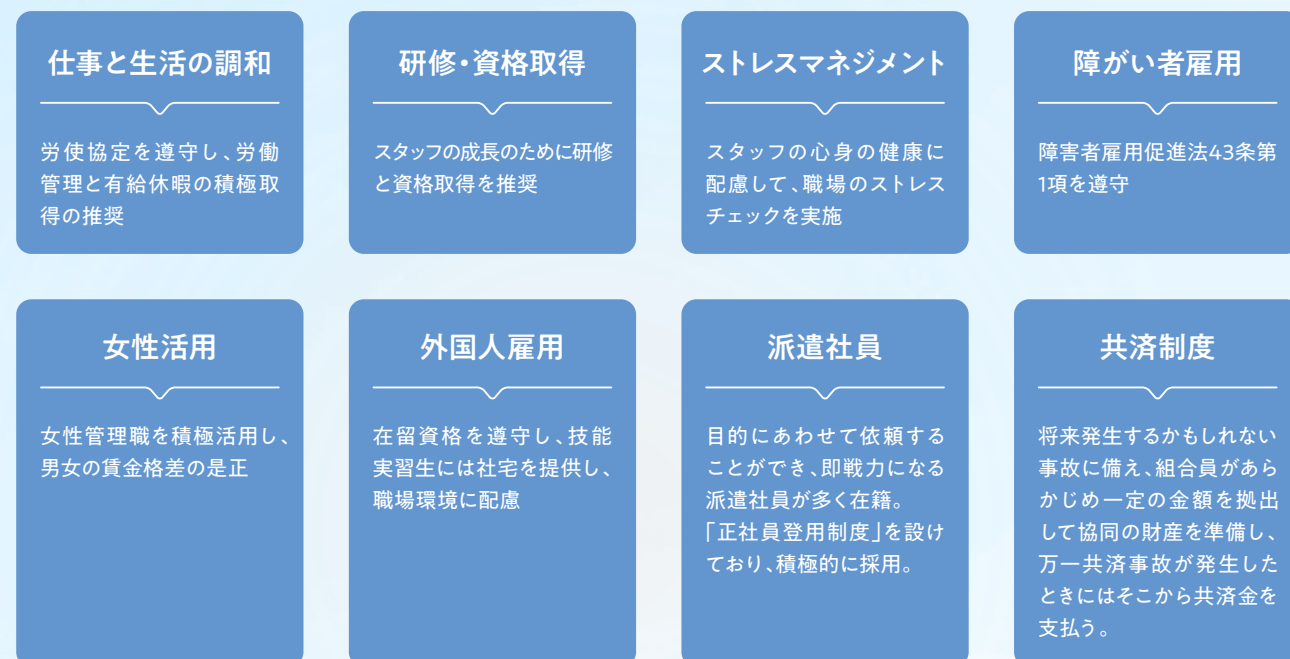 仕事と生活の調和
労使協定を遵守し、労働
管理と有給休暇の積極取
得の推奨
研修・資格取得
スタッフの成長のために研修
と資格取得を推奨
ストレスマネジメント
スタッフの心身の健康に
配慮して、職場のストレス
チェックを実施
障がい者雇用
障害者雇用促進法43条第
1項を遵守
女性活用
女性管理職を積極活用し、
男女の賃金格差の是正
外国人雇用
在留資格を遵守し、技能
実習生には社宅を提供し、
職場環境に配慮
派遣社員
目的にあわせて依頼する
ことができ、即戦力になる
派遣社員が多く在籍。
「正社員登用制度」を設け
ており、積極的に採用。
共済制度
将来発生するかもしれない
事故に備え、組合員があら
かじめ一定の金額を拠出
して協同の財産を準備し、
万一共済事故が発生した
ときにはそこから共済金を
支払う。